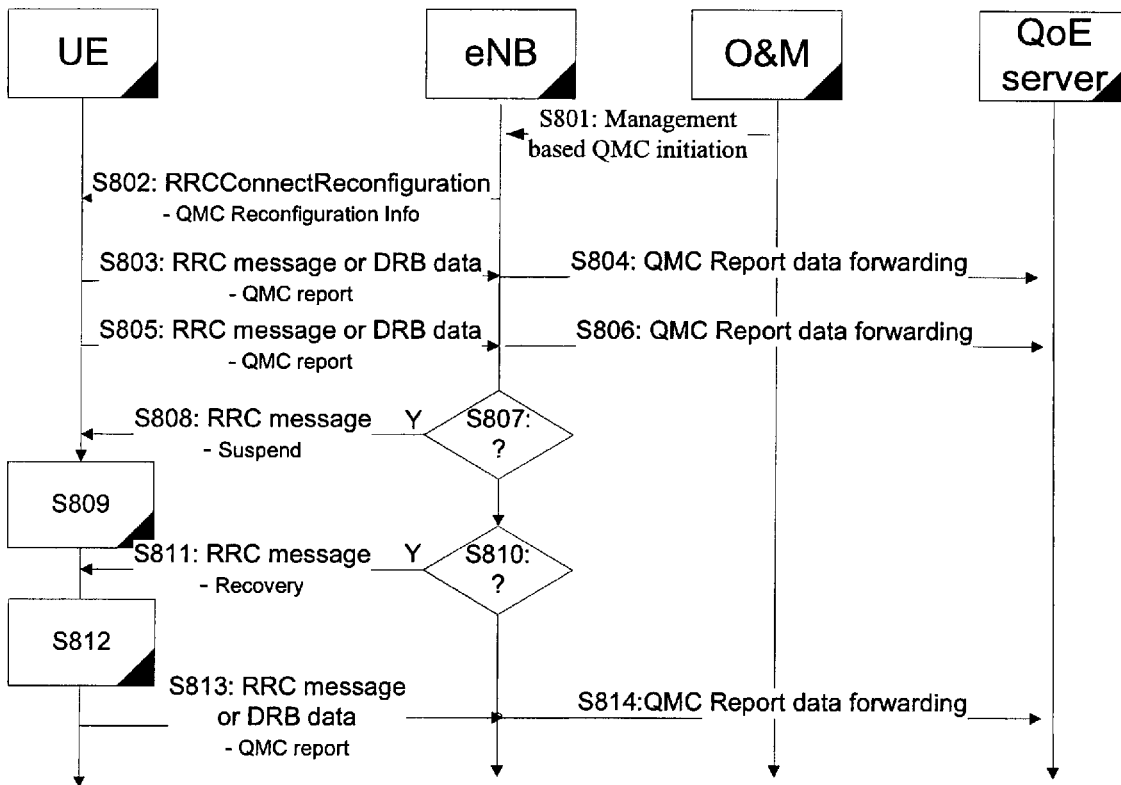 UE
eNB
O&M
QoE
server
S801: Management
based QMC initiation
S802: RRCConnectReconfiguration
- QMC Reconfiguration Info
S803: RRC message or DRB data
- QMC report
S804: QMC Report data forwarding
S805: RRC message or DRB data
- QMC report
S806: QMC Report data forwarding
S808: RRC message
- Suspend
Y
S807:
?
S809
S811: RRC message
- Recovery
Y
S810:
?
S812
S813: RRC message
or DRB data
- QMC report
S814:QMC Report data forwarding